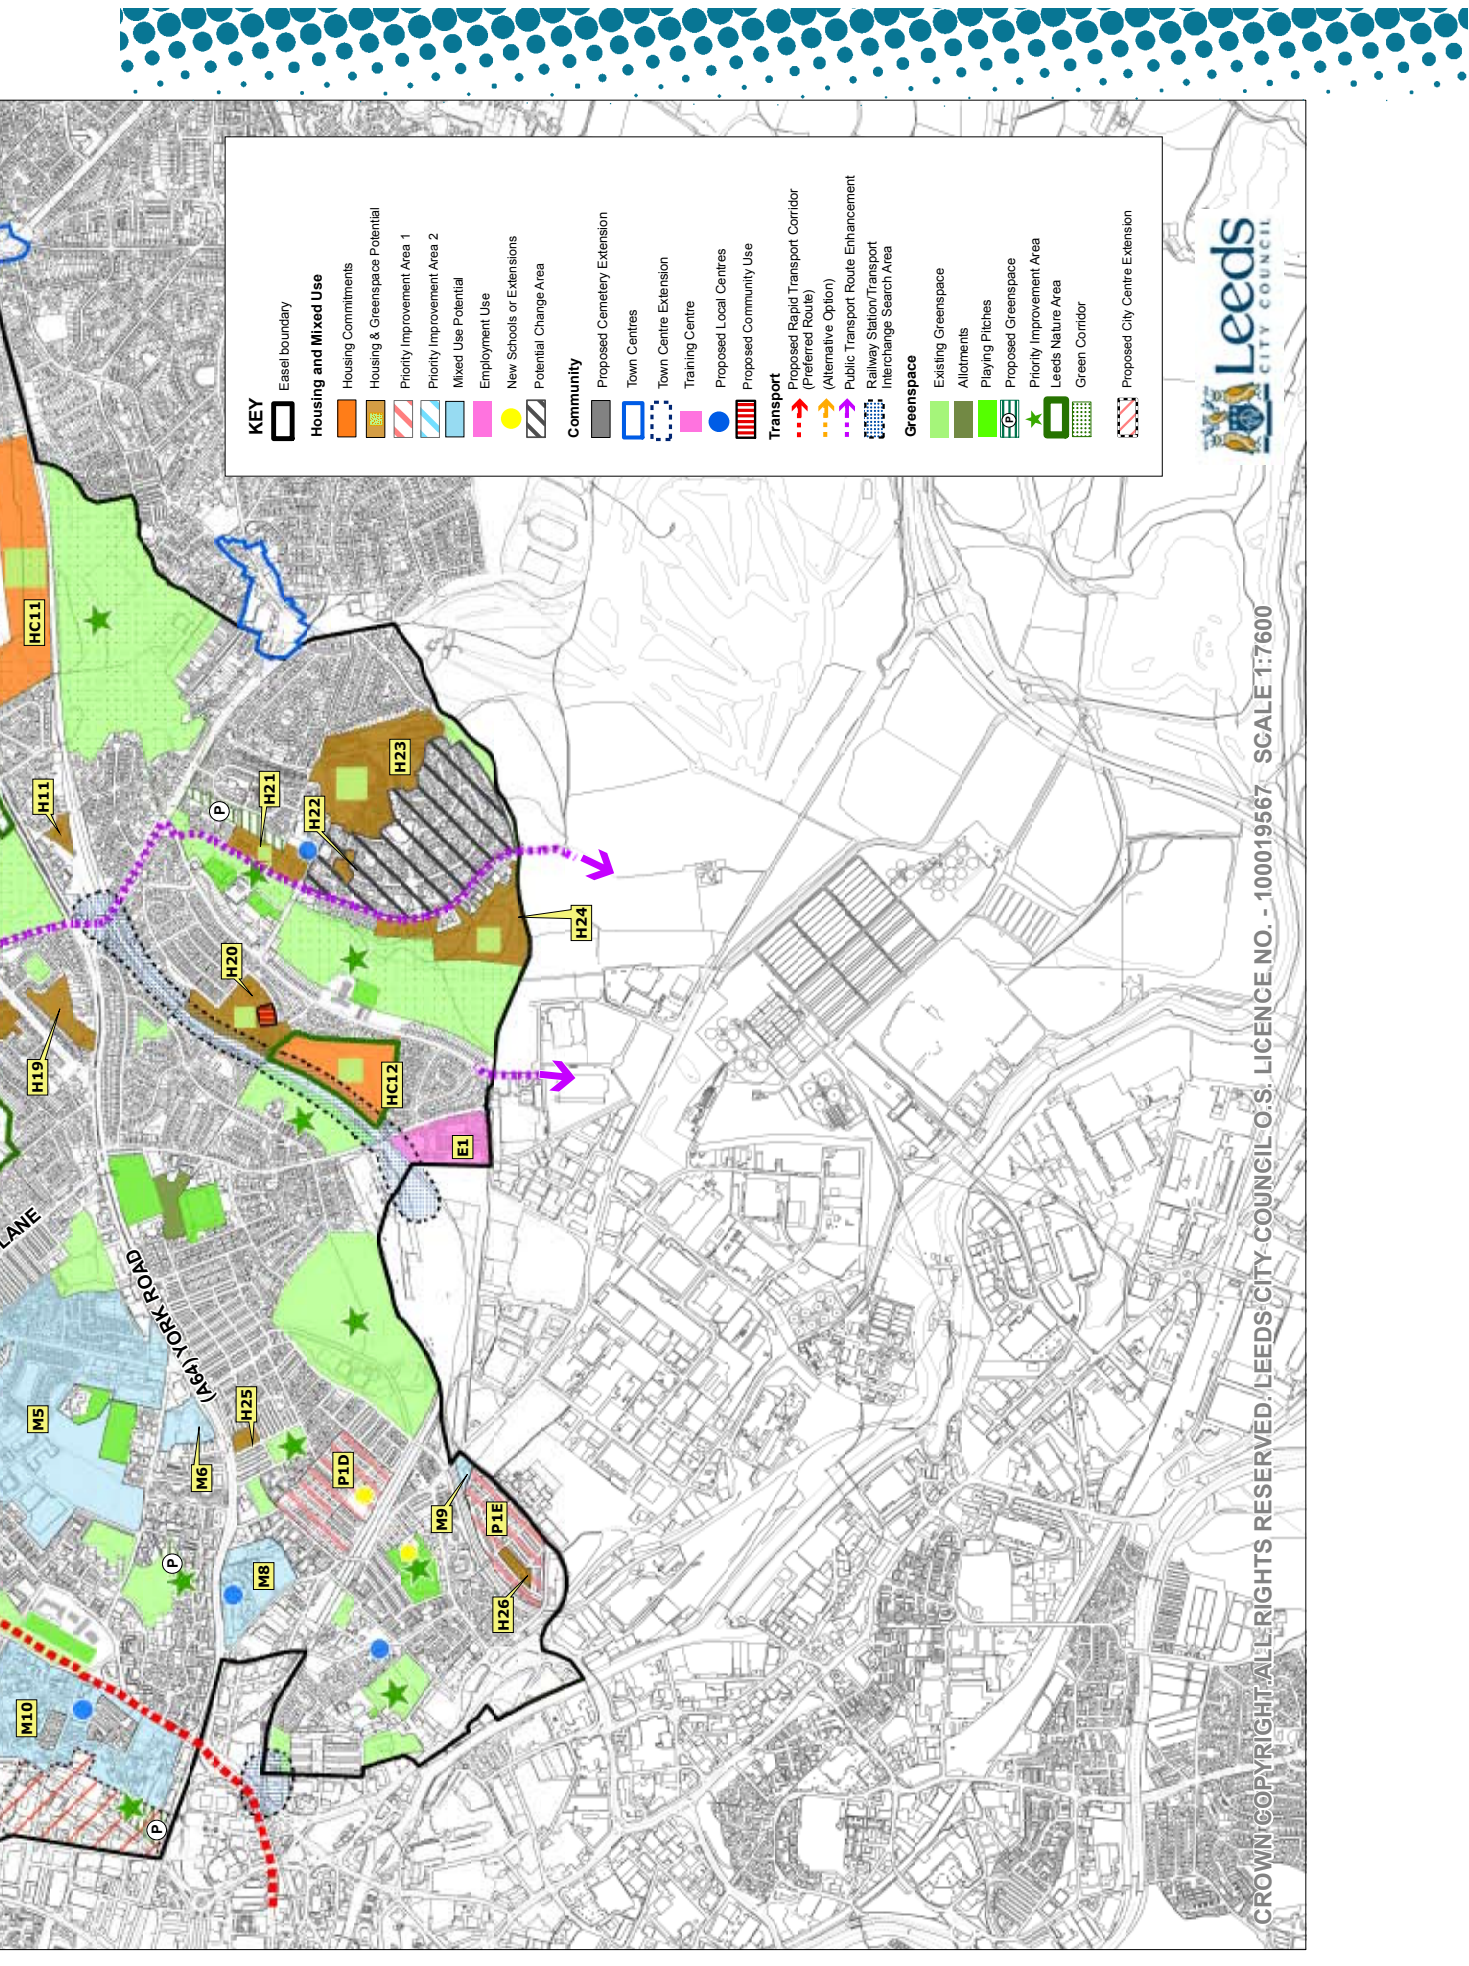 KEY
Easel boundary
Housing and Mixed Use
Housing Commitments
Housing & Greenspace Potential
Priority Improvement Area 1
Priority Improvement Area 2
Mixed Use Potential
Employment Use
New Schools or Extensions
Potential Change Area
Community
Proposed Cemetery Extension
Town Centres
Town Centre Extension
Training Centre
Proposed Local Centres
Proposed Community Use
Transport
Proposed Rapid Transport Corridor
(Preferred Route)
(Alternative Option)
Public Transport Route Enhancement
Railway Station/Transport
Interchange Search Area
Greenspace
Existing Greenspace
Allotments
Playing Pitches
P
Proposed Greenspace
Priority Improvement Area
Leeds Nature Area
Green Corridor
Proposed City Centre Extension
Leeds
CITY COUNCIL
HC11
H11
H21
H22
H23
P
H24
H20
H19
HC12
E1
LANE
(A64) YORK ROAD
M5
M6
H25
P1D
M9
P1E
H26
P
M8
M10
P
CROWN COPYRIGHT. ALL RIGHTS RESERVED. LEEDS CITY COUNCIL O.S. LICENCE NO. - 100019567 SCALE 1:7600